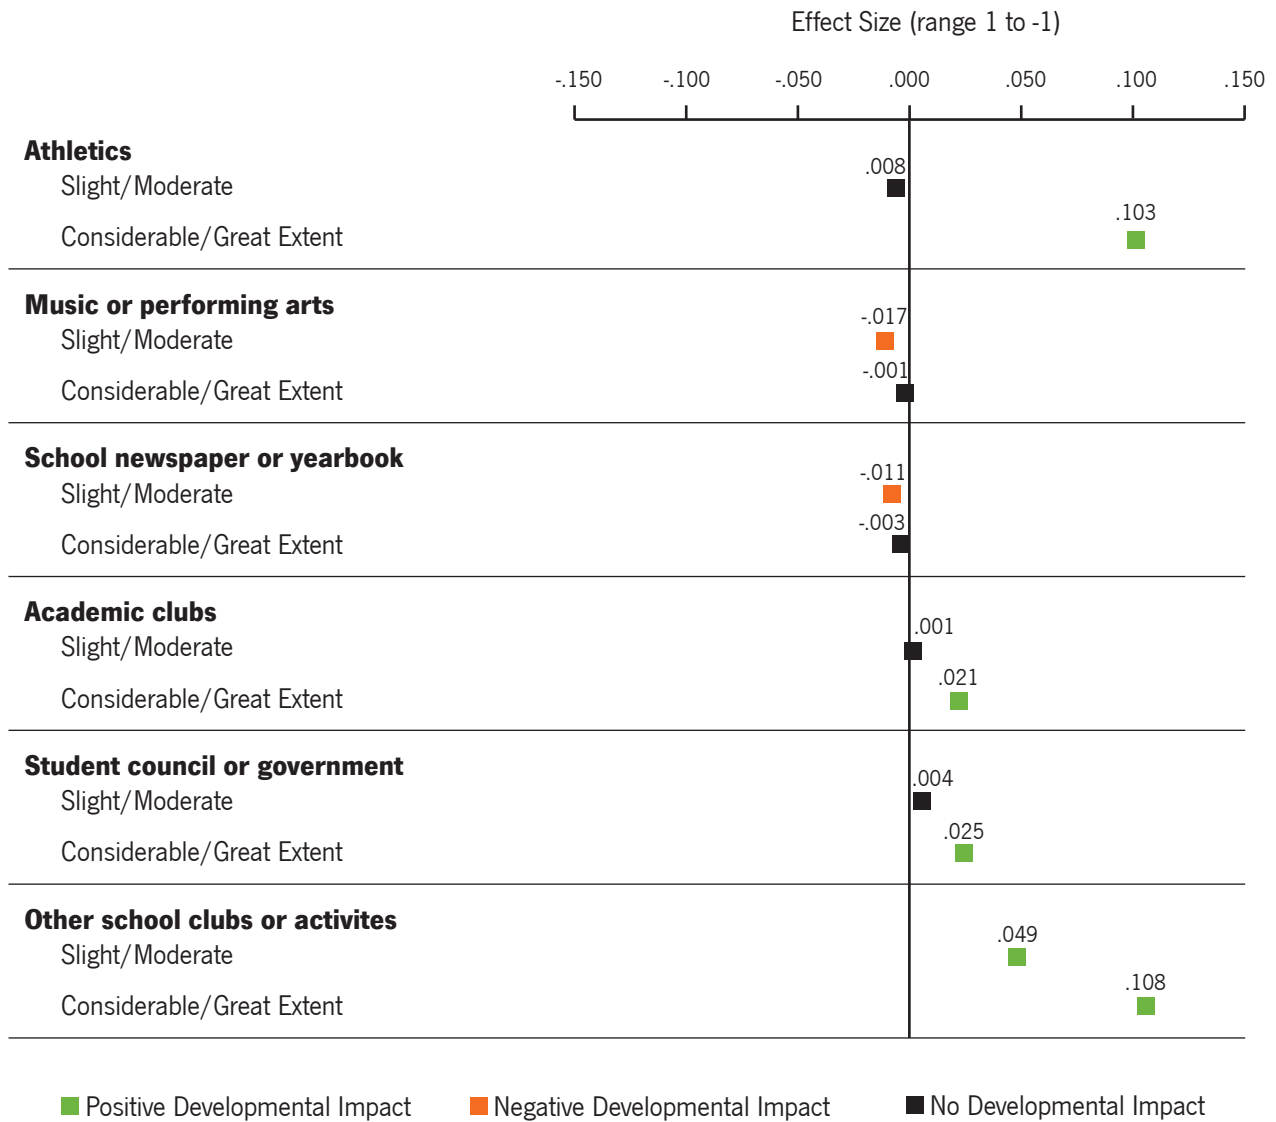 Effect Size (range 1 to -1)
-.150 -.100 -.050 .000 .050 .100 .150
Athletics
.008
Slight/Moderate
.103
Considerable/Great Extent
Music or performing arts
-.017
Slight/Moderate
-.001
Considerable/Great Extent
School newspaper or yearbook
-.011
Slight/Moderate
-.003
Considerable/Great Extent
Academic clubs
.001
Slight/Moderate
.021
Considerable/Great Extent
Student council or government
.004
Slight/Moderate
.025
Considerable/Great Extent
Other school clubs or activites
.049
Slight/Moderate
.108
Considerable/Great Extent
Positive Developmental Impact Negative Developmental Impact No Developmental Impact